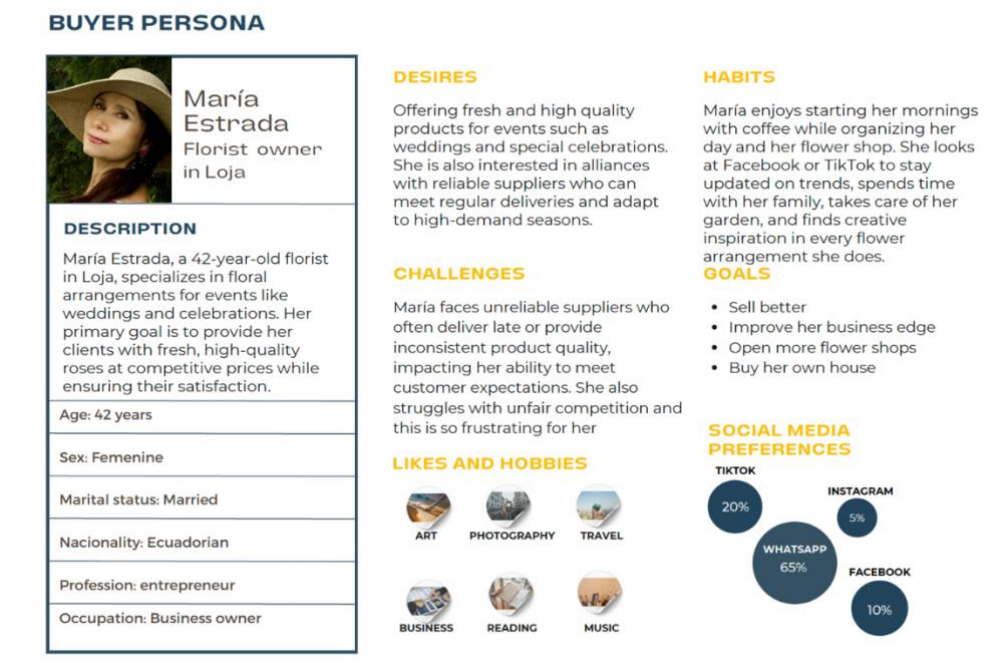 BUYER PERSONA
María
Estrada
Florist owner
in Loja
DESCRIPTION
María Estrada, a 42-year-old florist
in Loja, specializes in floral
arrangements for events like
weddings and celebrations. Her
primary goal is to provide her
clients with fresh, high-quality
roses at competitive prices while
ensuring their satisfaction.
Age: 42 years
Sex: Femenine
Marital status: Married
Nacionality: Ecuadorian
Profession: entrepreneur
Occupation: Business owner
DESIRES
Offering fresh and high quality
products for events such as
weddings and special celebrations.
She is also interested in alliances
with reliable suppliers who can
meet regular deliveries and adapt
to high-demand seasons.
CHALLENGES
María faces unreliable suppliers who
often deliver late or provide
inconsistent product quality,
impacting her ability to meet
customer expectations. She also
struggles with unfair competition and
this is so frustrating for her
LIKES AND HOBBIES
ART
PHOTOGRAPHY
TRAVEL
BUSINESS
READING
MUSIC
HABITS
María enjoys starting her mornings
with coffee while organizing her
day and her flower shop. She looks
at Facebook or TikTok to stay
updated on trends, spends time
with her family, takes care of her
garden, and finds creative
inspiration in every flower
arrangement she does.
GOALS
• Sell better
• Improve her business edge
• Open more flower shops
• Buy her own house
SOCIAL MEDIA
PREFERENCES
TIKTOK
20%
INSTAGRAM
5%
WHATSAPP
65%
FACEBOOK
10%